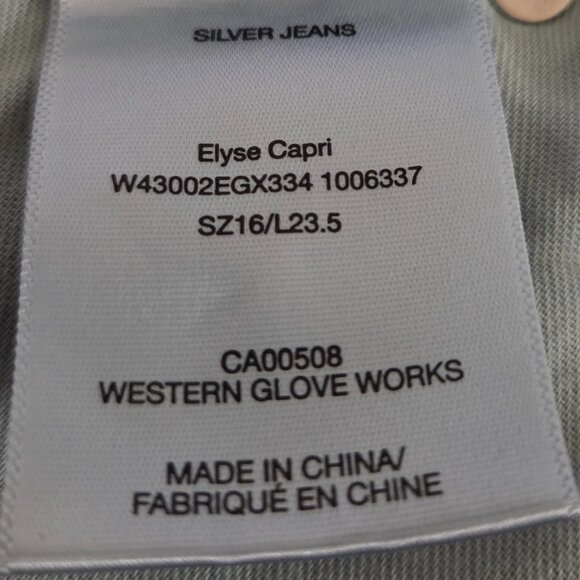 SILVER JEANS
Elyse Capri
W43002EGX334 1006337
SZ16/L23.5
CA00508
WESTERN GLOVE WORKS
MADE IN CHINA/
FABRIQUÉ EN CHINE